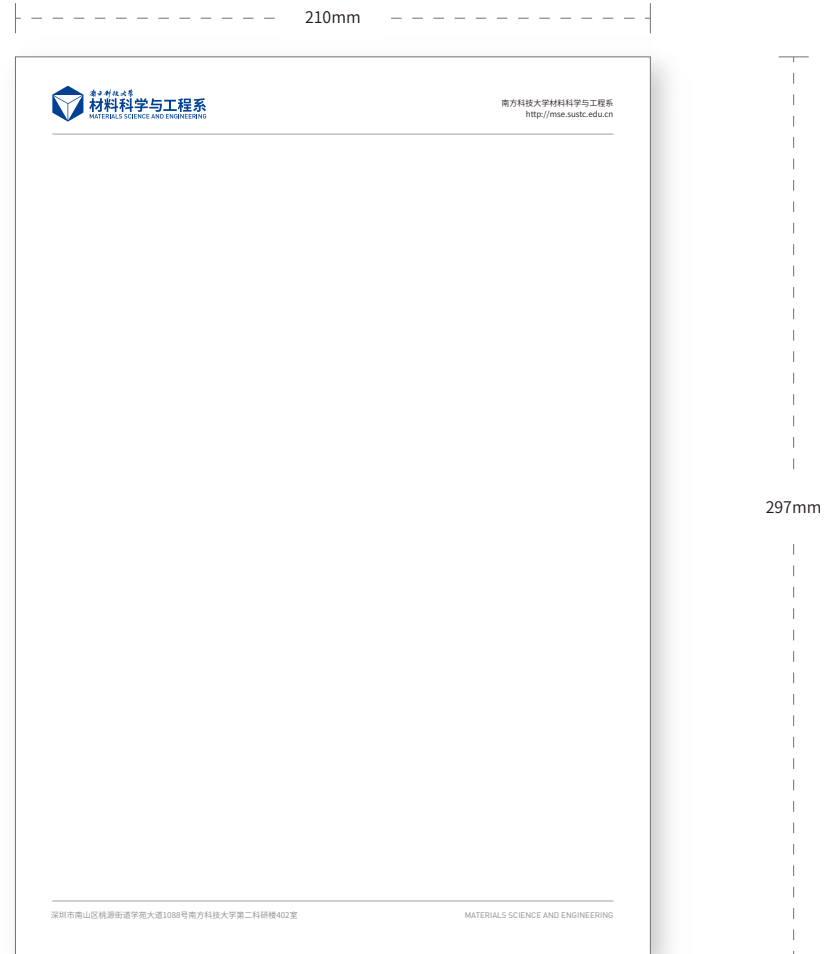 210mm
南方科技大学
材料科学与工程系
MATERIALS SCIENCE AND ENGINEERING
南方科技大学材料科学与工程系
http://mse.sustc.edu.cn
297mm
深圳市南山区桃源街道学苑大道1088号南方科技大学第二科研楼402室
MATERIALS SCIENCE AND ENGINEERING